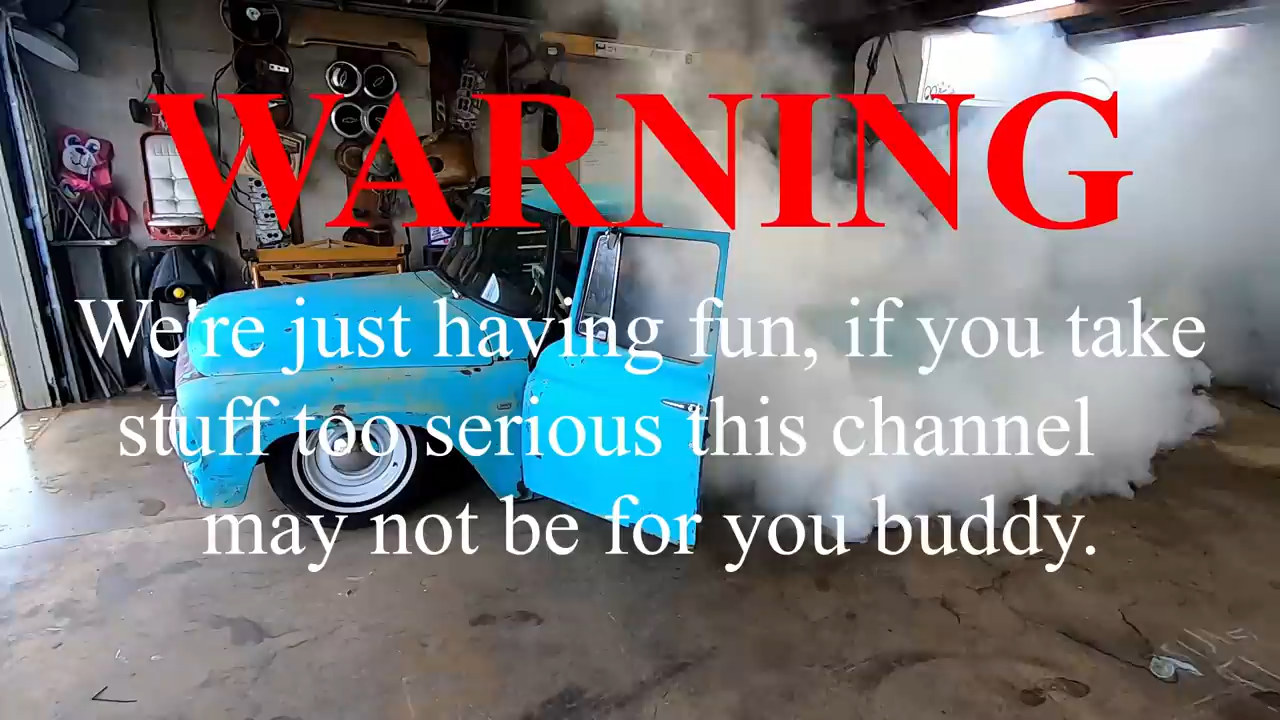 WARNING
We're just having fun, if you take
stuff too serious this channel
may not be for you buddy.